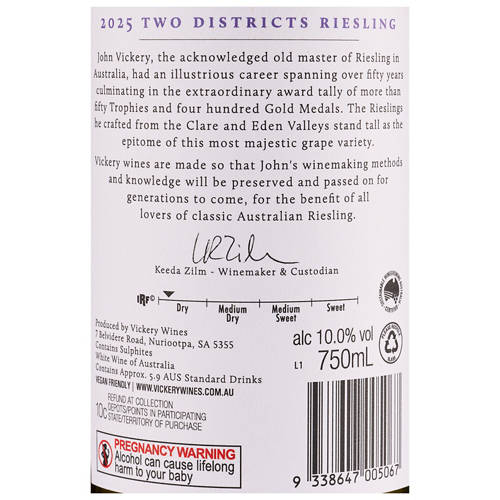 2025 TWO DISTRICTS RIESLING
John Vickery, the acknowledged old master of Riesling in
Australia, had an illustrious career spanning over fifty years
culminating in the extraordinary award tally of more than
fifty Trophies and four hundred Gold Medals. The Rieslings
he crafted from the Clare and Eden Valleys stand tall as the
epitome of this most majestic grape variety.
Vickery wines are made so that John's winemaking methods
and knowledge will be preserved and passed on for
generations to come, for the benefit of all
lovers of classic Australian Riesling.
Keeda Zilm - Winemaker & Custodian
IRF©
Dry
Medium Dry
Medium Sweet
Sweet
Produced by Vickery Wines
7 Belvidere Road, Nuriootpa, SA 5355
Contains Sulphites
White Wine of Australia
Contains Approx. 5.9 AUS Standard Drinks
VEGAN FRIENDLY | WWW.VICKERYWINES.COM.AU
10c
REFUND AT COLLECTION
DEPOTS/POINTS IN PARTICIPATING
STATE/TERRITORY OF PURCHASE
PREGNANCY WARNING
Alcohol can cause lifelong
harm to your baby
alc 10.0% vol
L1
750mL
9 338647 005067